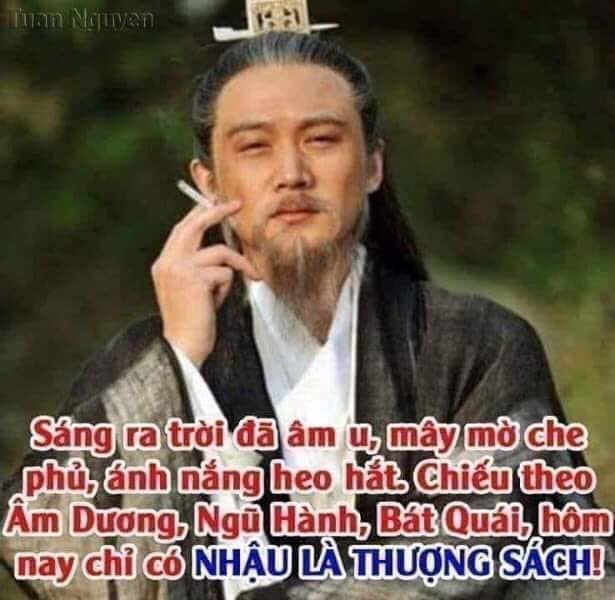 Tuan Nguyen
Sáng ra trời đã âm u, mây mờ che
phủ, ánh nắng heo hắt. Chiếu theo
Âm Dương, Ngũ Hành, Bát Quái, hôm
nay chỉ có NHẬU LÀ THƯỢNG SÁCH!